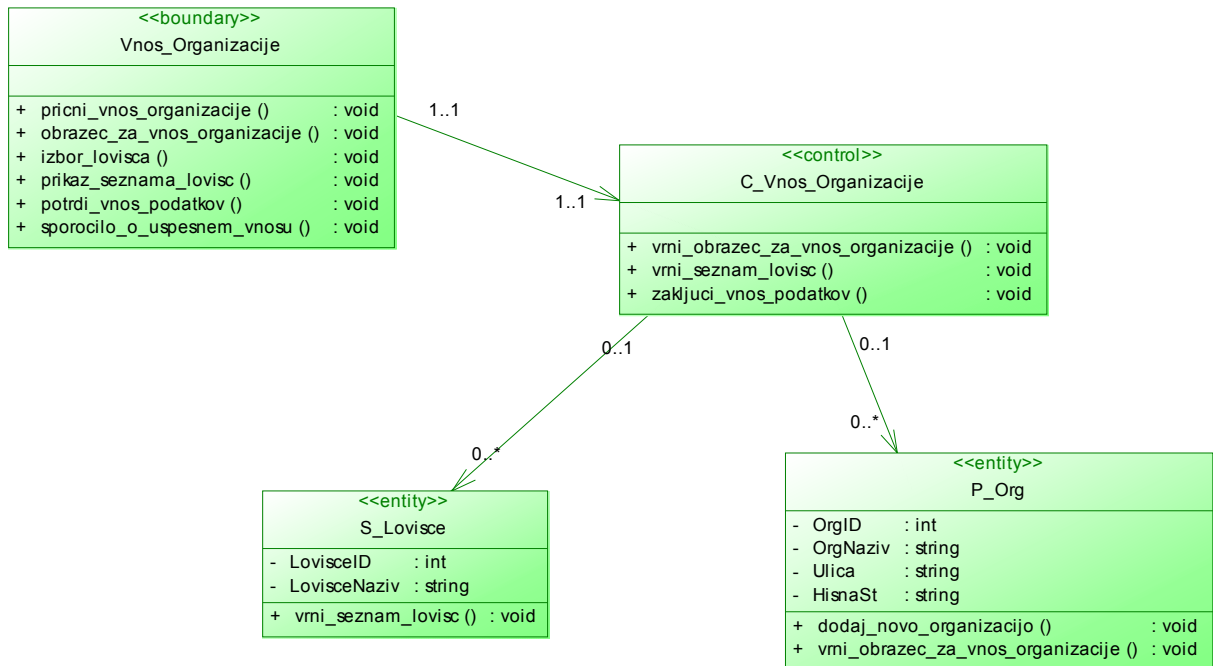 <<boundary>>
Vnos_Organizacije
+ pricni_vnos_organizacije () : void
+ obrazec_za_vnos_organizacije () : void
+ izbor_lovisca () : void
+ prikaz_seznama_lovisc () : void
+ potrdi_vnos_podatkov () : void
+ sporocilo_o_uspesnem_vnosu () : void
1..1
1..1
<<control>>
C_Vnos_Organizacije
+ vrni_obrazec_za_vnos_organizacije () : void
+ vrni_seznam_lovisc () : void
+ zakljuci_vnos_podatkov () : void
0..1
0..1
0..*
0..*
<<entity>>
S_Lovisce
- LovisceID : int
- LovisceNaziv : string
+ vrni_seznam_lovisc () : void
<<entity>>
P_Org
- OrgID : int
- OrgNaziv : string
- Ulica : string
- HisnaSt : string
+ dodaj_novo_organizacijo () : void
+ vrni_obrazec_za_vnos_organizacije () : void